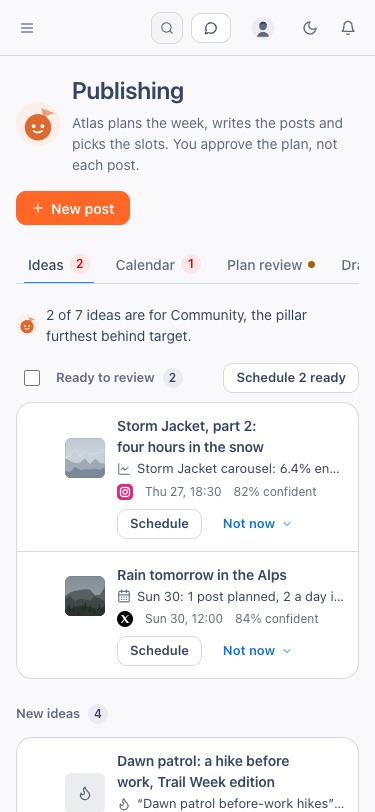 Publishing
Atlas plans the week, writes the posts and
picks the slots. You approve the plan, not
each post.
+ New post
Ideas 2 Calendar 1 Plan review Dra
2 of 7 ideas are for Community, the pillar
furthest behind target.
Ready to review 2 Schedule 2 ready
Storm Jacket, part 2:
four hours in the snow
Storm Jacket carousel: 6.4% en…
Thu 27, 18:30 82% confident
Schedule Not now
Rain tomorrow in the Alps
Sun 30: 1 post planned, 2 a day i…
X Sun 30, 12:00 84% confident
Schedule Not now
New ideas 4
Dawn patrol: a hike before
work, Trail Week edition
“Dawn patrol before-work hikes”…